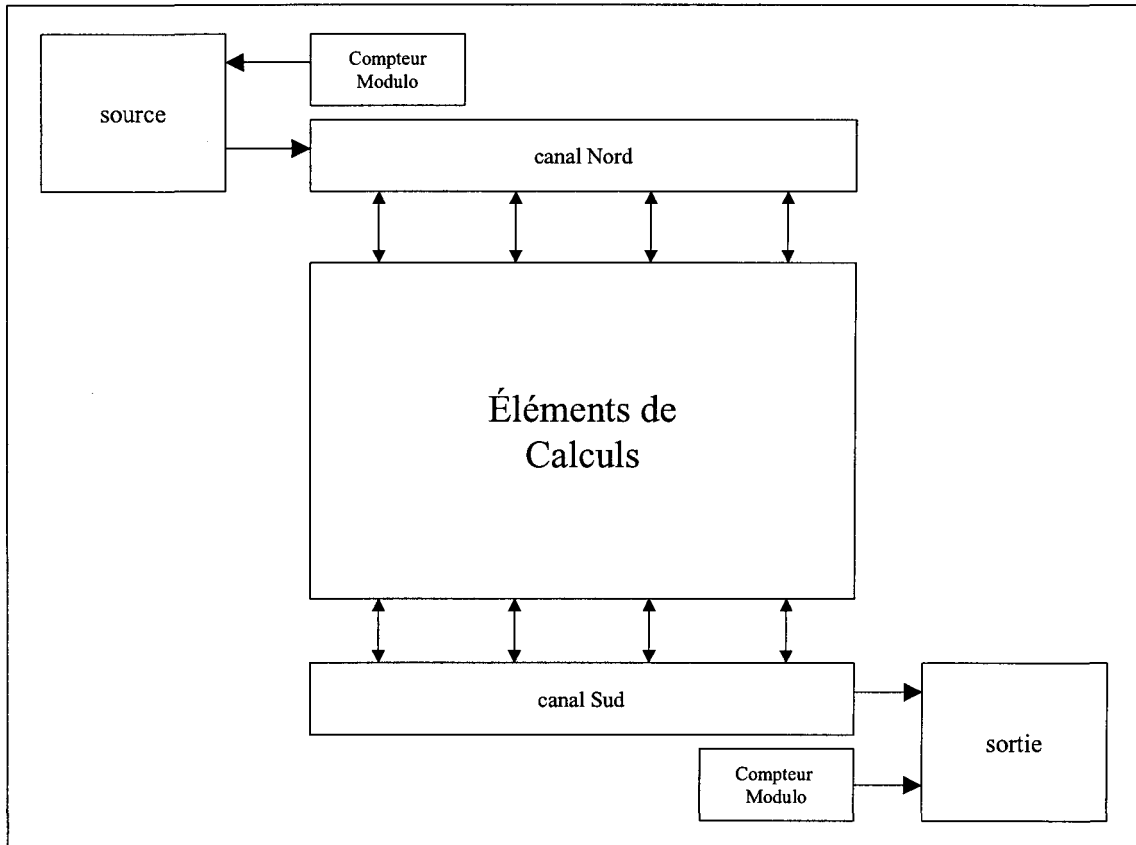 Compteur
Modulo
source
canal Nord
Éléments de
Calculs
canal Sud
sortie
Compteur
Modulo